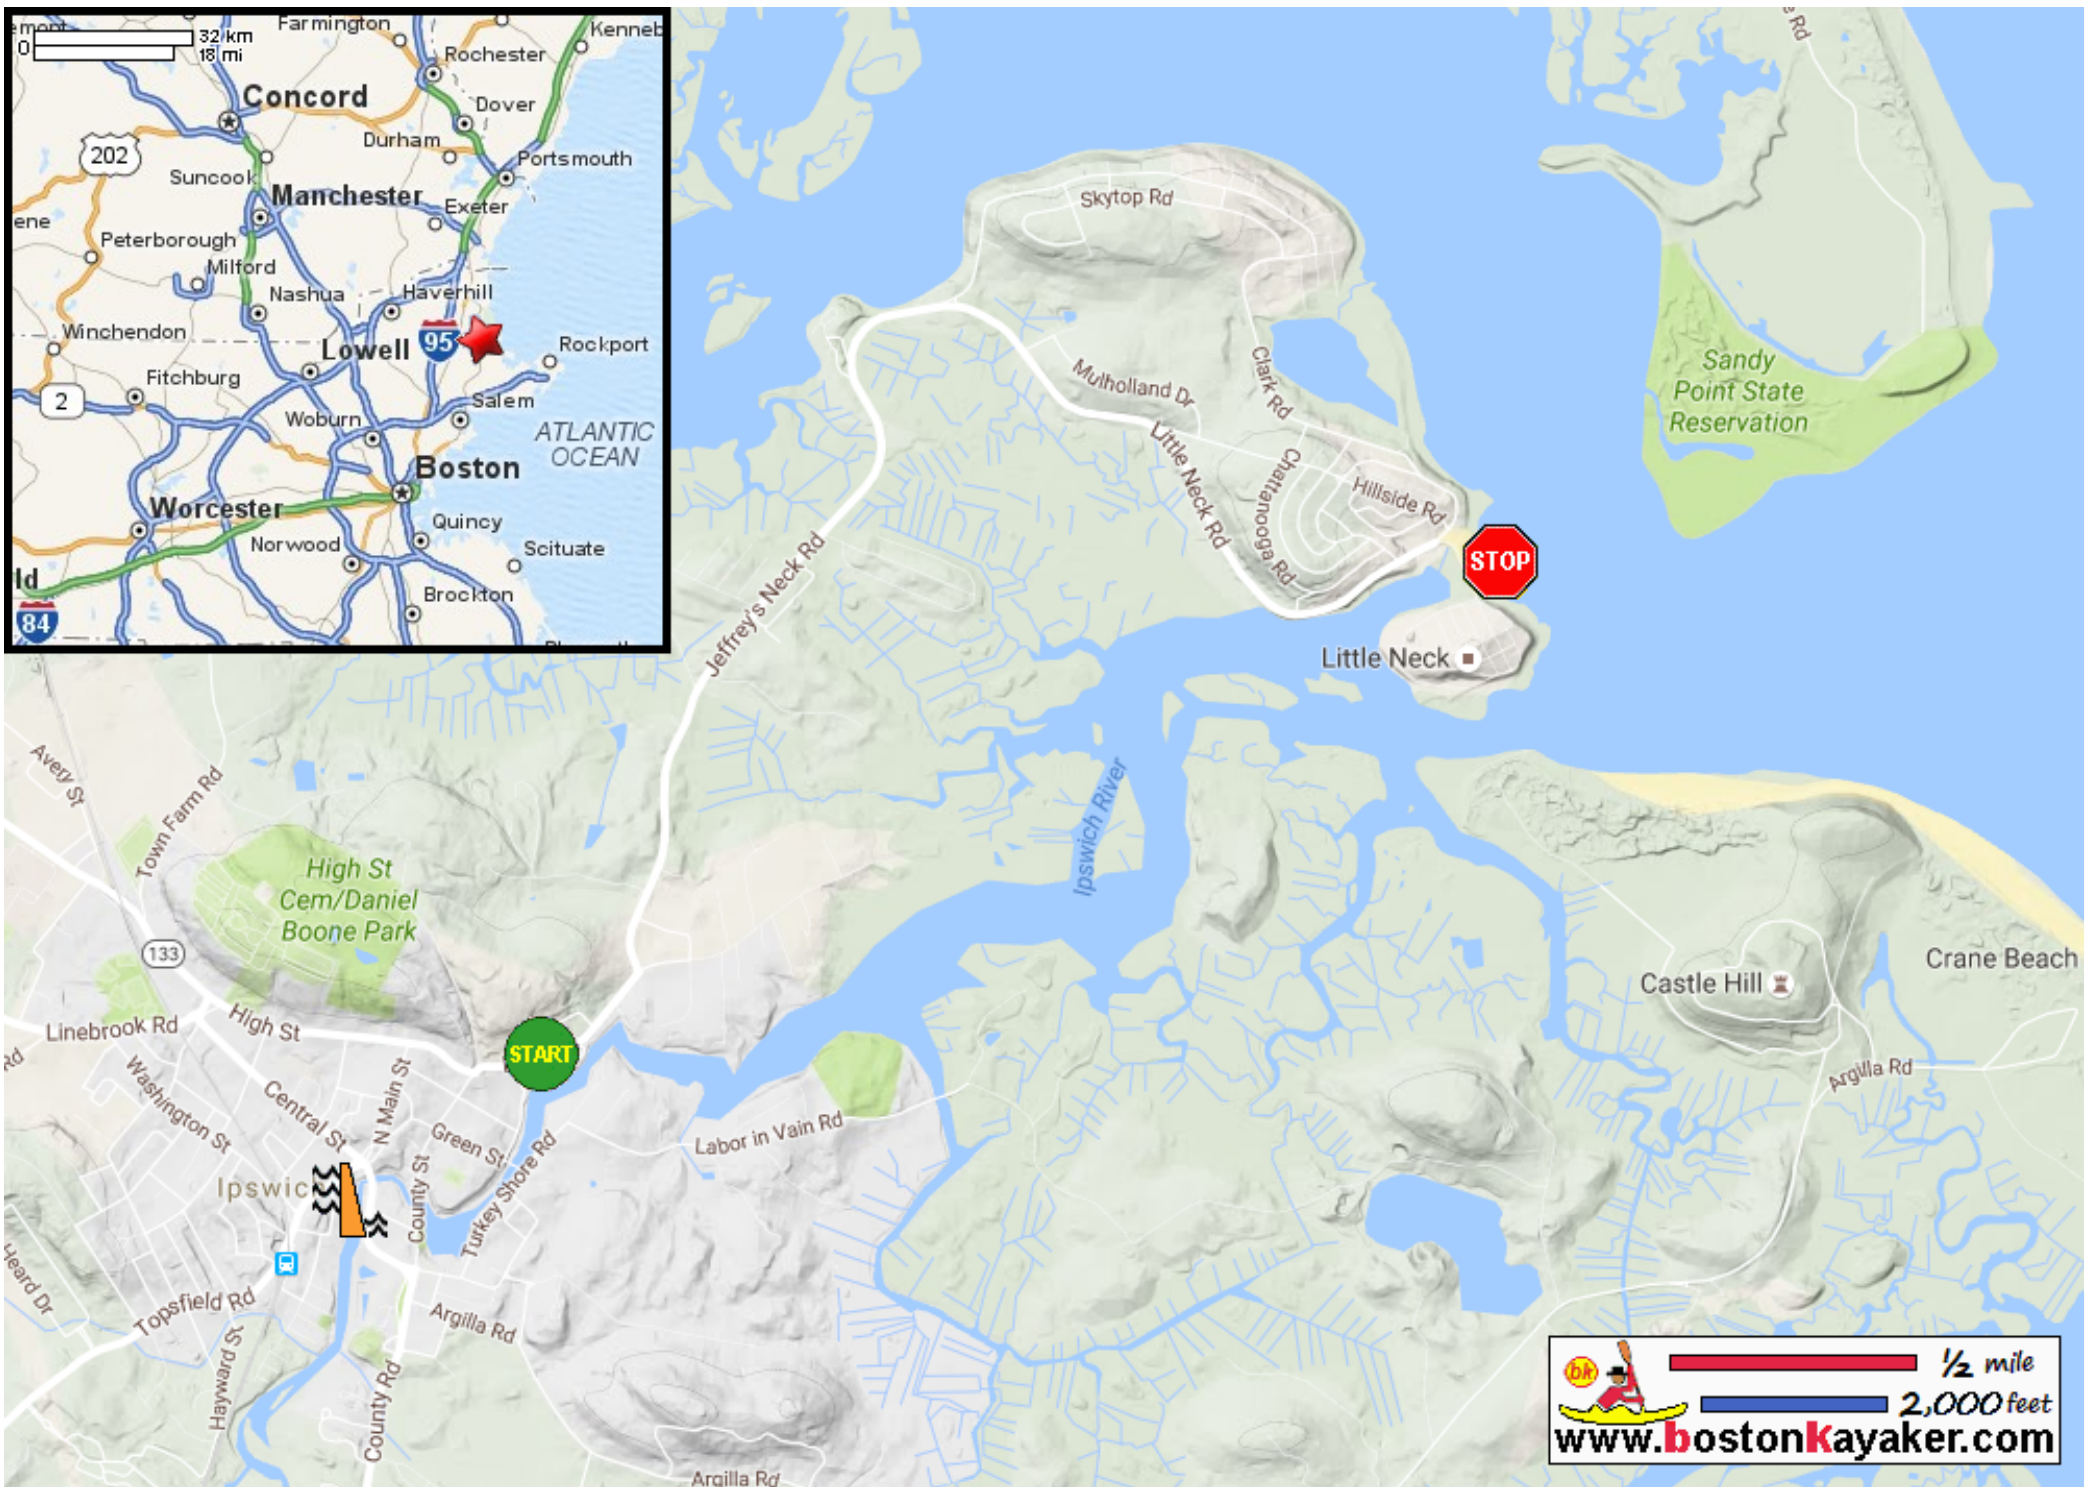 Farmington
Kenneb
0
32 km
18 mi
Rochester
Concord
Dover
202
Durham
Portsmouth
Suncook
Manchester
Exeter
ene
Peterborough
Milford
Nashua
Haverhill
Winchendon
95
Lowell
Rockport
Fitchburg
2
Salem
Woburn
ATLANTIC
OCEAN
Boston
Worcester
Quincy
Norwood
Scituate
ld
Brockton
84
Skytop Rd
Clark Rd
Mulholland Dr
Little Neck Rd
Chattanooga Rd
Hillside Rd
Sandy
Point State
Reservation
STOP
Jeffrey's Neck Rd
Little Neck
Avery St
Town Farm Rd
Ipswich River
High St
Cem/Daniel
Boone Park
133
Castle Hill
Crane Beach
Linebrook Rd
High St
START
Rd
Washington St
Central St
N Main St
Green St
County St
Turkey Shore Rd
Labor in Vain Rd
Argilla Rd
Ipswic
Heard Dr
Topsfield Rd
Hayward St
Argilla Rd
County Rd
Argilla Rd
bk
1/2 mile
2,000 feet
www.bostonkayaker.com